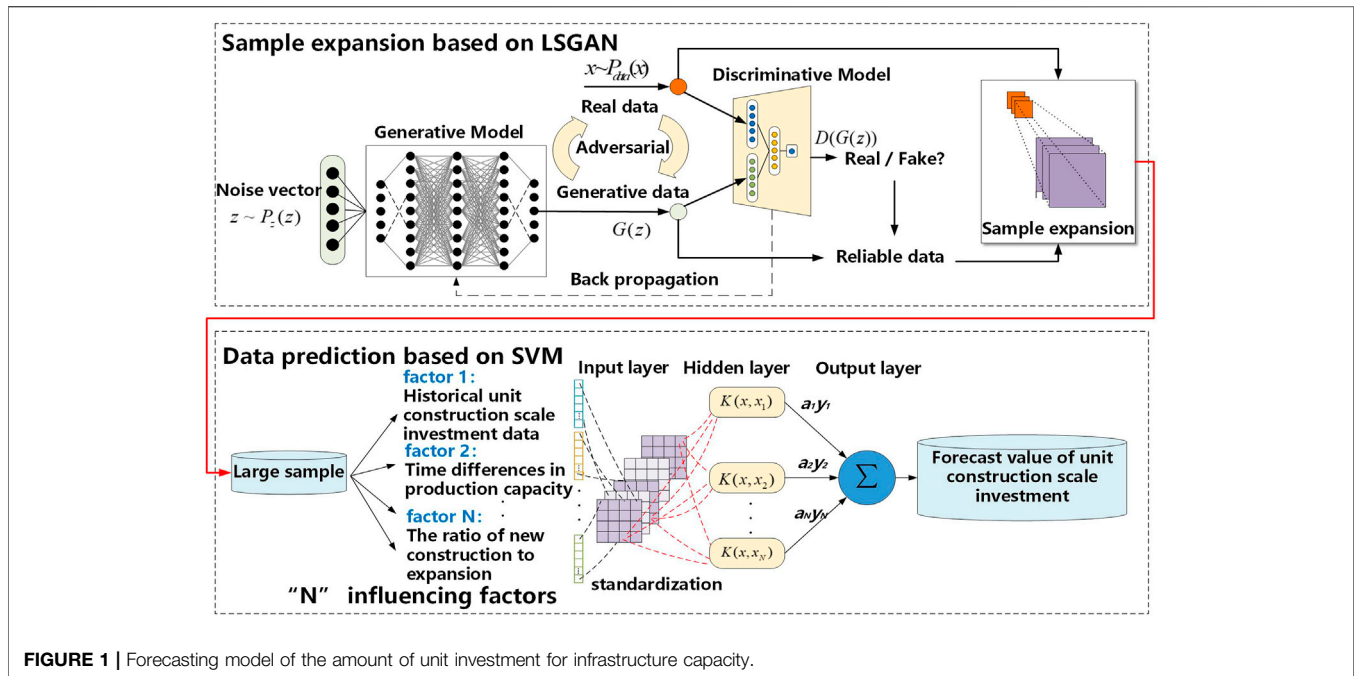 Sample expansion based on LSGAN
x~P_data(x)
Real data
Discriminative Model
Generative Model
Adversarial
D(G(z))
Real / Fake?
Noise vector
z ~ P_z(z)
Generative data
G(z)
Sample expansion
Reliable data
Back propagation
Data prediction based on SVM
factor 1:
Historical unit
construction scale
investment data
factor 2:
Time differences in
production capacity
factor N:
The ratio of new
construction to
expansion
Large sample
“N” influencing factors
Input layer
Hidden layer
Output layer
standardization
K(x,x₁)
K(x,x₂)
K(x,x_N)
a₁y₁
a₂y₂
a_Ny_N
Σ
Forecast value of unit
construction scale
investment
FIGURE 1 | Forecasting model of the amount of unit investment for infrastructure capacity.